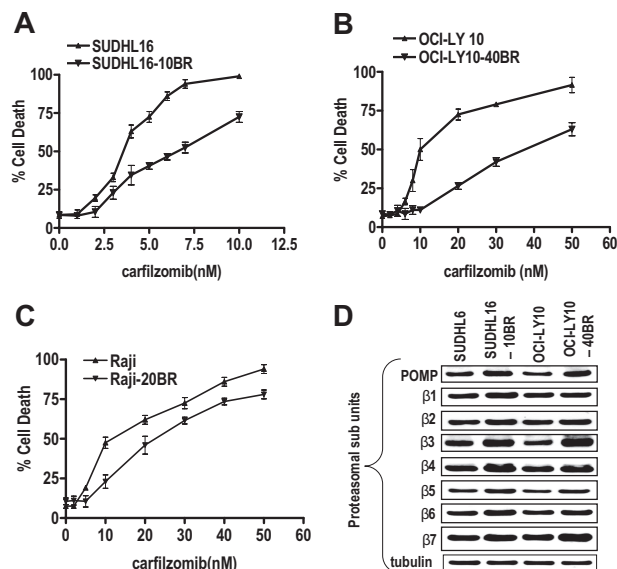 A
SUDHL16
SUDHL16-10BR
100
75
50
25
0
% Cell Death
0.0 2.5 5.0 7.5 10.0 12.5
carfilzomib(nM)
B
OCI-LY 10
OCI-LY10-40BR
100
75
50
25
0
% Cell Death
0 10 20 30 40 50 60
carfilzomib (nM)
C
Raji
Raji-20BR
100
75
50
25
0
% Cell Death
0 10 20 30 40 50 60
carfilzomib(nM)
D
SUDHL6
SUDHL16
– 10BR
OCI-LY10
OCI-LY10
– 40BR
Proteasomal sub units
POMP
β1
β2
β3
β4
β5
β6
β7
tubulin